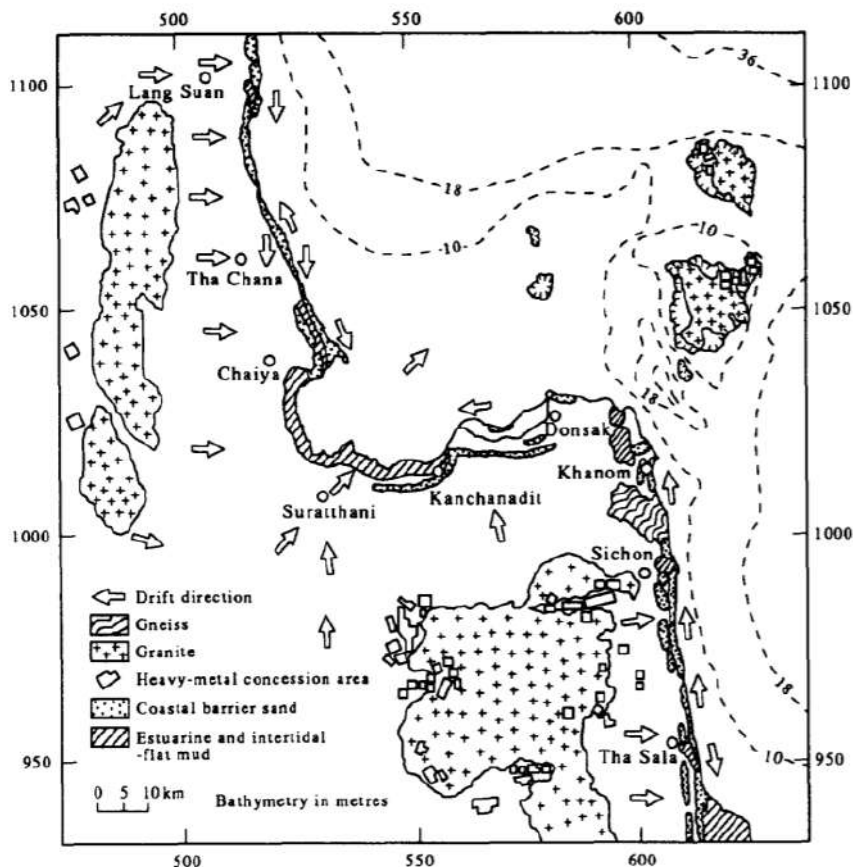 500 550 600
1100 1100
36
Lang Suan
18
10
10
Tha Chana
1050 1050
Chaiya
18
Donsak
Khanom
Kanchanadit
Suratthani
1000 1000
Sichon
Drift direction
Gneiss
Granite
Heavy-metal concession area
18
Coastal barrier sand
Estuarine and intertidal
-flat mud
Tha Sala
10
950 950
0 5 10 km
Bathymetry in metres
500 550 600